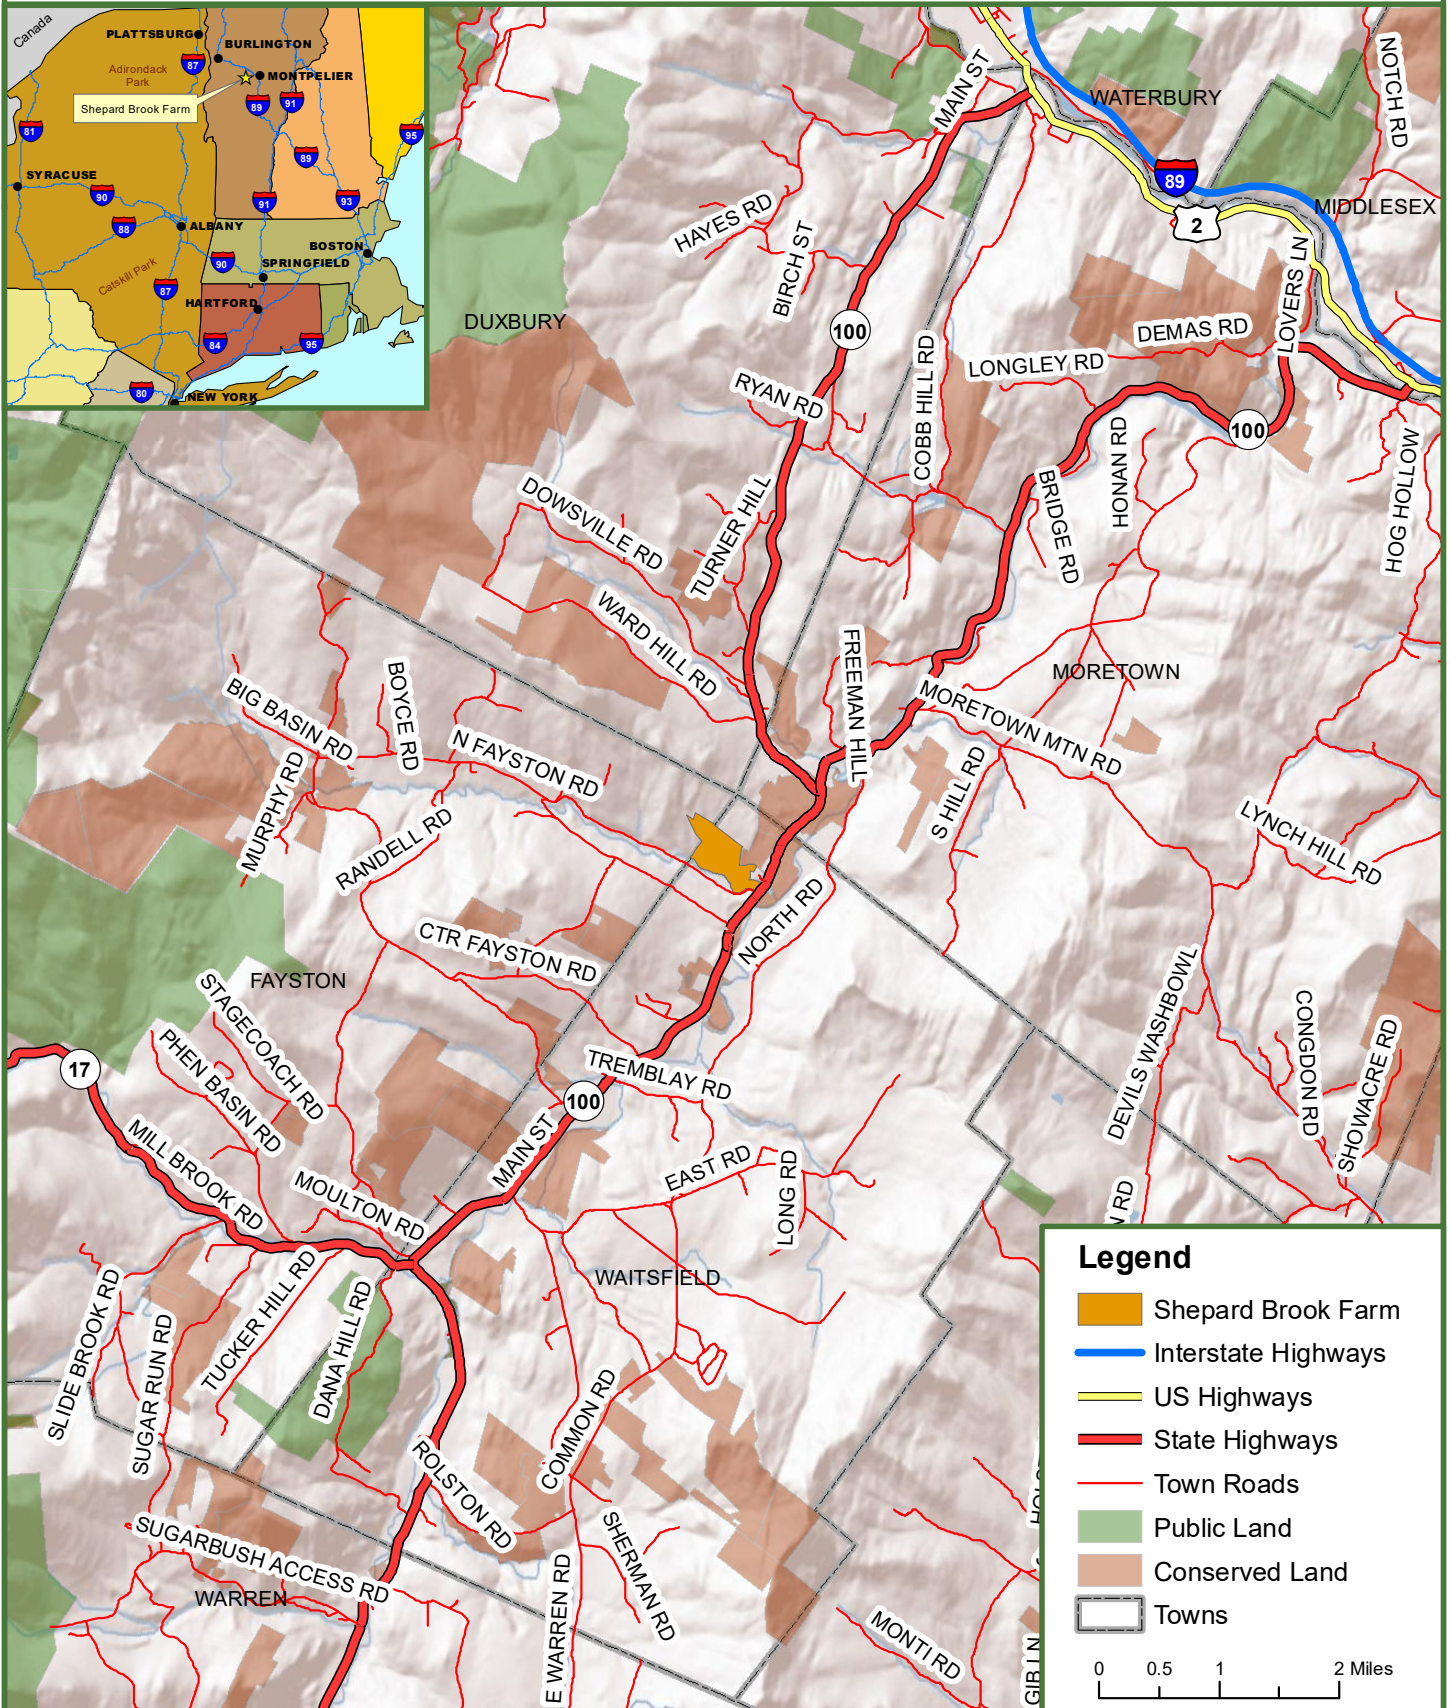 Canada
PLATTSBURG
BURLINGTON
87
Adirondack
Park
MONTPELIER
Shepard Brook Farm
89
91
81
95
89
SYRACUSE
90
91
93
88
ALBANY
BOSTON
90
SPRINGFIELD
Catskill Park
87
HARTFORD
84
95
80
NEW YORK
MAIN ST
WATERBURY
NOTCH RD
89
MIDDLESEX
2
HAYES RD
BIRCH ST
LOVERS LN
DUXBURY
100
DEMAS RD
COBB HILL RD
LONGLEY RD
RYAN RD
100
HONAN RD
HOG HOLLOW
DOWSVILLE RD
TURNER HILL
BRIDGE RD
WARD HILL RD
FREEMAN HILL
MORETOWN
BOYCE RD
BIG BASIN RD
MORETOWN MTN RD
N FAYSTON RD
MURPHY RD
S HILL RD
RANDELL RD
LYNCH HILL RD
NORTH RD
CTR FAYSTON RD
FAYSTON
STAGECOACH RD
DEVILS WASHBOWL
CONGDON RD
SHOWACRE RD
PHEN BASIN RD
17
TREMBLAY RD
100
MILL BROOK RD
MAIN ST
EAST RD
LONG RD
MOULTON RD
N RD
WAITSFIELD
SLIDE BROOK RD
TUCKER HILL RD
DANA HILL RD
SUGAR RUN RD
COMMON RD
ROLSTON RD
SHERMAN RD
SUGARBUSH ACCESS RD
WARREN
E WARREN RD
MONTI RD
GIB LN
Legend
Shepard Brook Farm
Interstate Highways
US Highways
State Highways
Town Roads
Public Land
Conserved Land
Towns
0 0.5 1 2 Miles